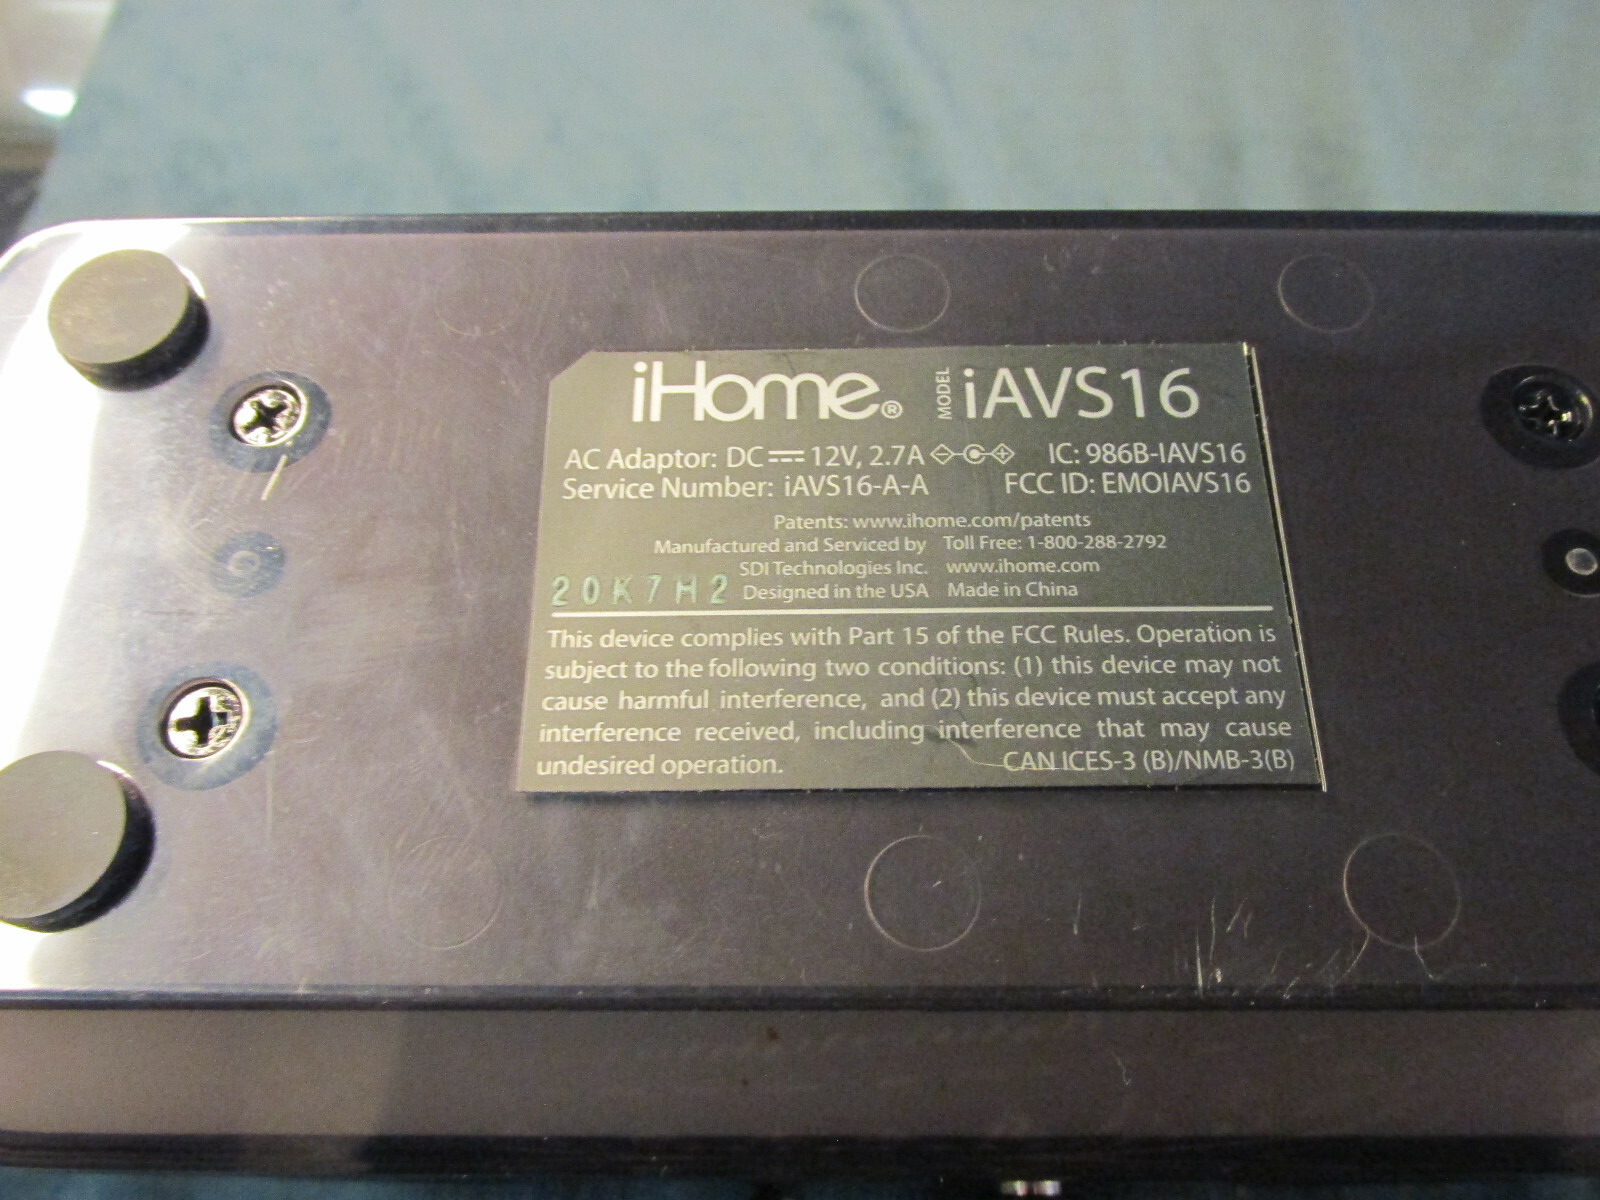 iHome® MODEL iAVS16
AC Adaptor: DC 12V, 2.7A IC: 986B-IAVS16
Service Number: iAVS16-A-A FCC ID: EMOIAVS16
Patents: www.ihome.com/patents
Manufactured and Serviced by Toll Free: 1-800-288-2792
SDI Technologies Inc. www.ihome.com
20K7H2 Designed in the USA Made in China
This device complies with Part 15 of the FCC Rules. Operation is
subject to the following two conditions: (1) this device may not
cause harmful interference, and (2) this device must accept any
interference received, including interference that may cause
undesired operation. CAN ICES-3 (B)/NMB-3(B)